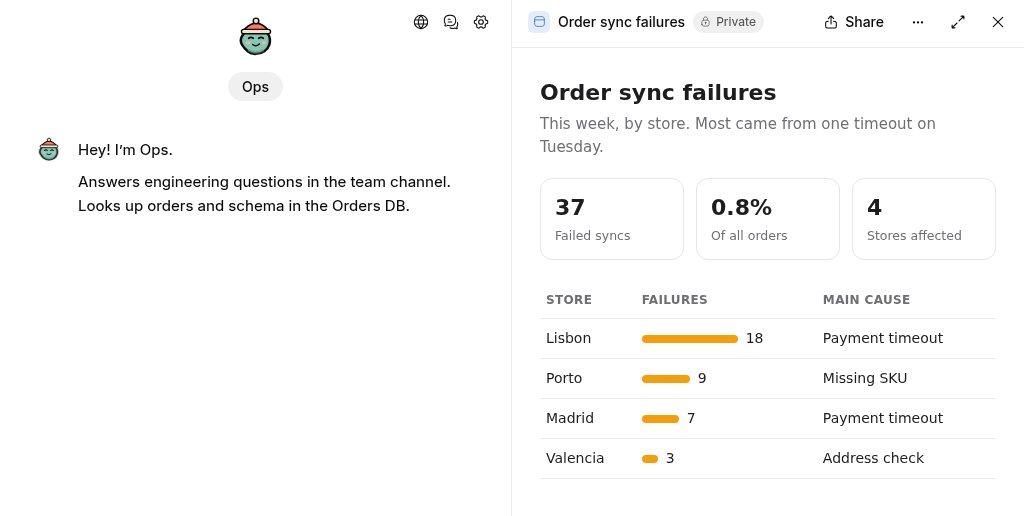 Ops
Hey! I'm Ops.
Answers engineering questions in the team channel.
Looks up orders and schema in the Orders DB.
Order sync failures
Private
Share
Order sync failures
This week, by store. Most came from one timeout on
Tuesday.
37
Failed syncs
0.8%
Of all orders
4
Stores affected
STORE FAILURES MAIN CAUSE
Lisbon 18 Payment timeout
Porto 9 Missing SKU
Madrid 7 Payment timeout
Valencia 3 Address check